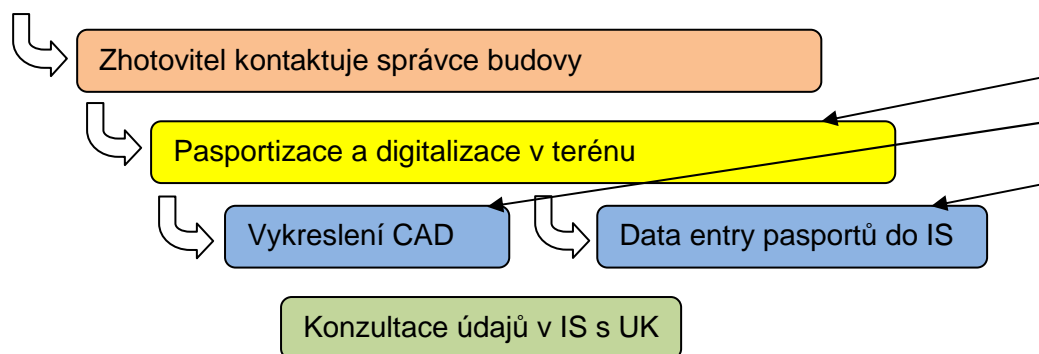 Zhotovitel kontaktuje správce budovy
Pasportizace a digitalizace v terénu
Vykreslení CAD
Data entry pasportů do IS
Konzultace údajů v IS s UK